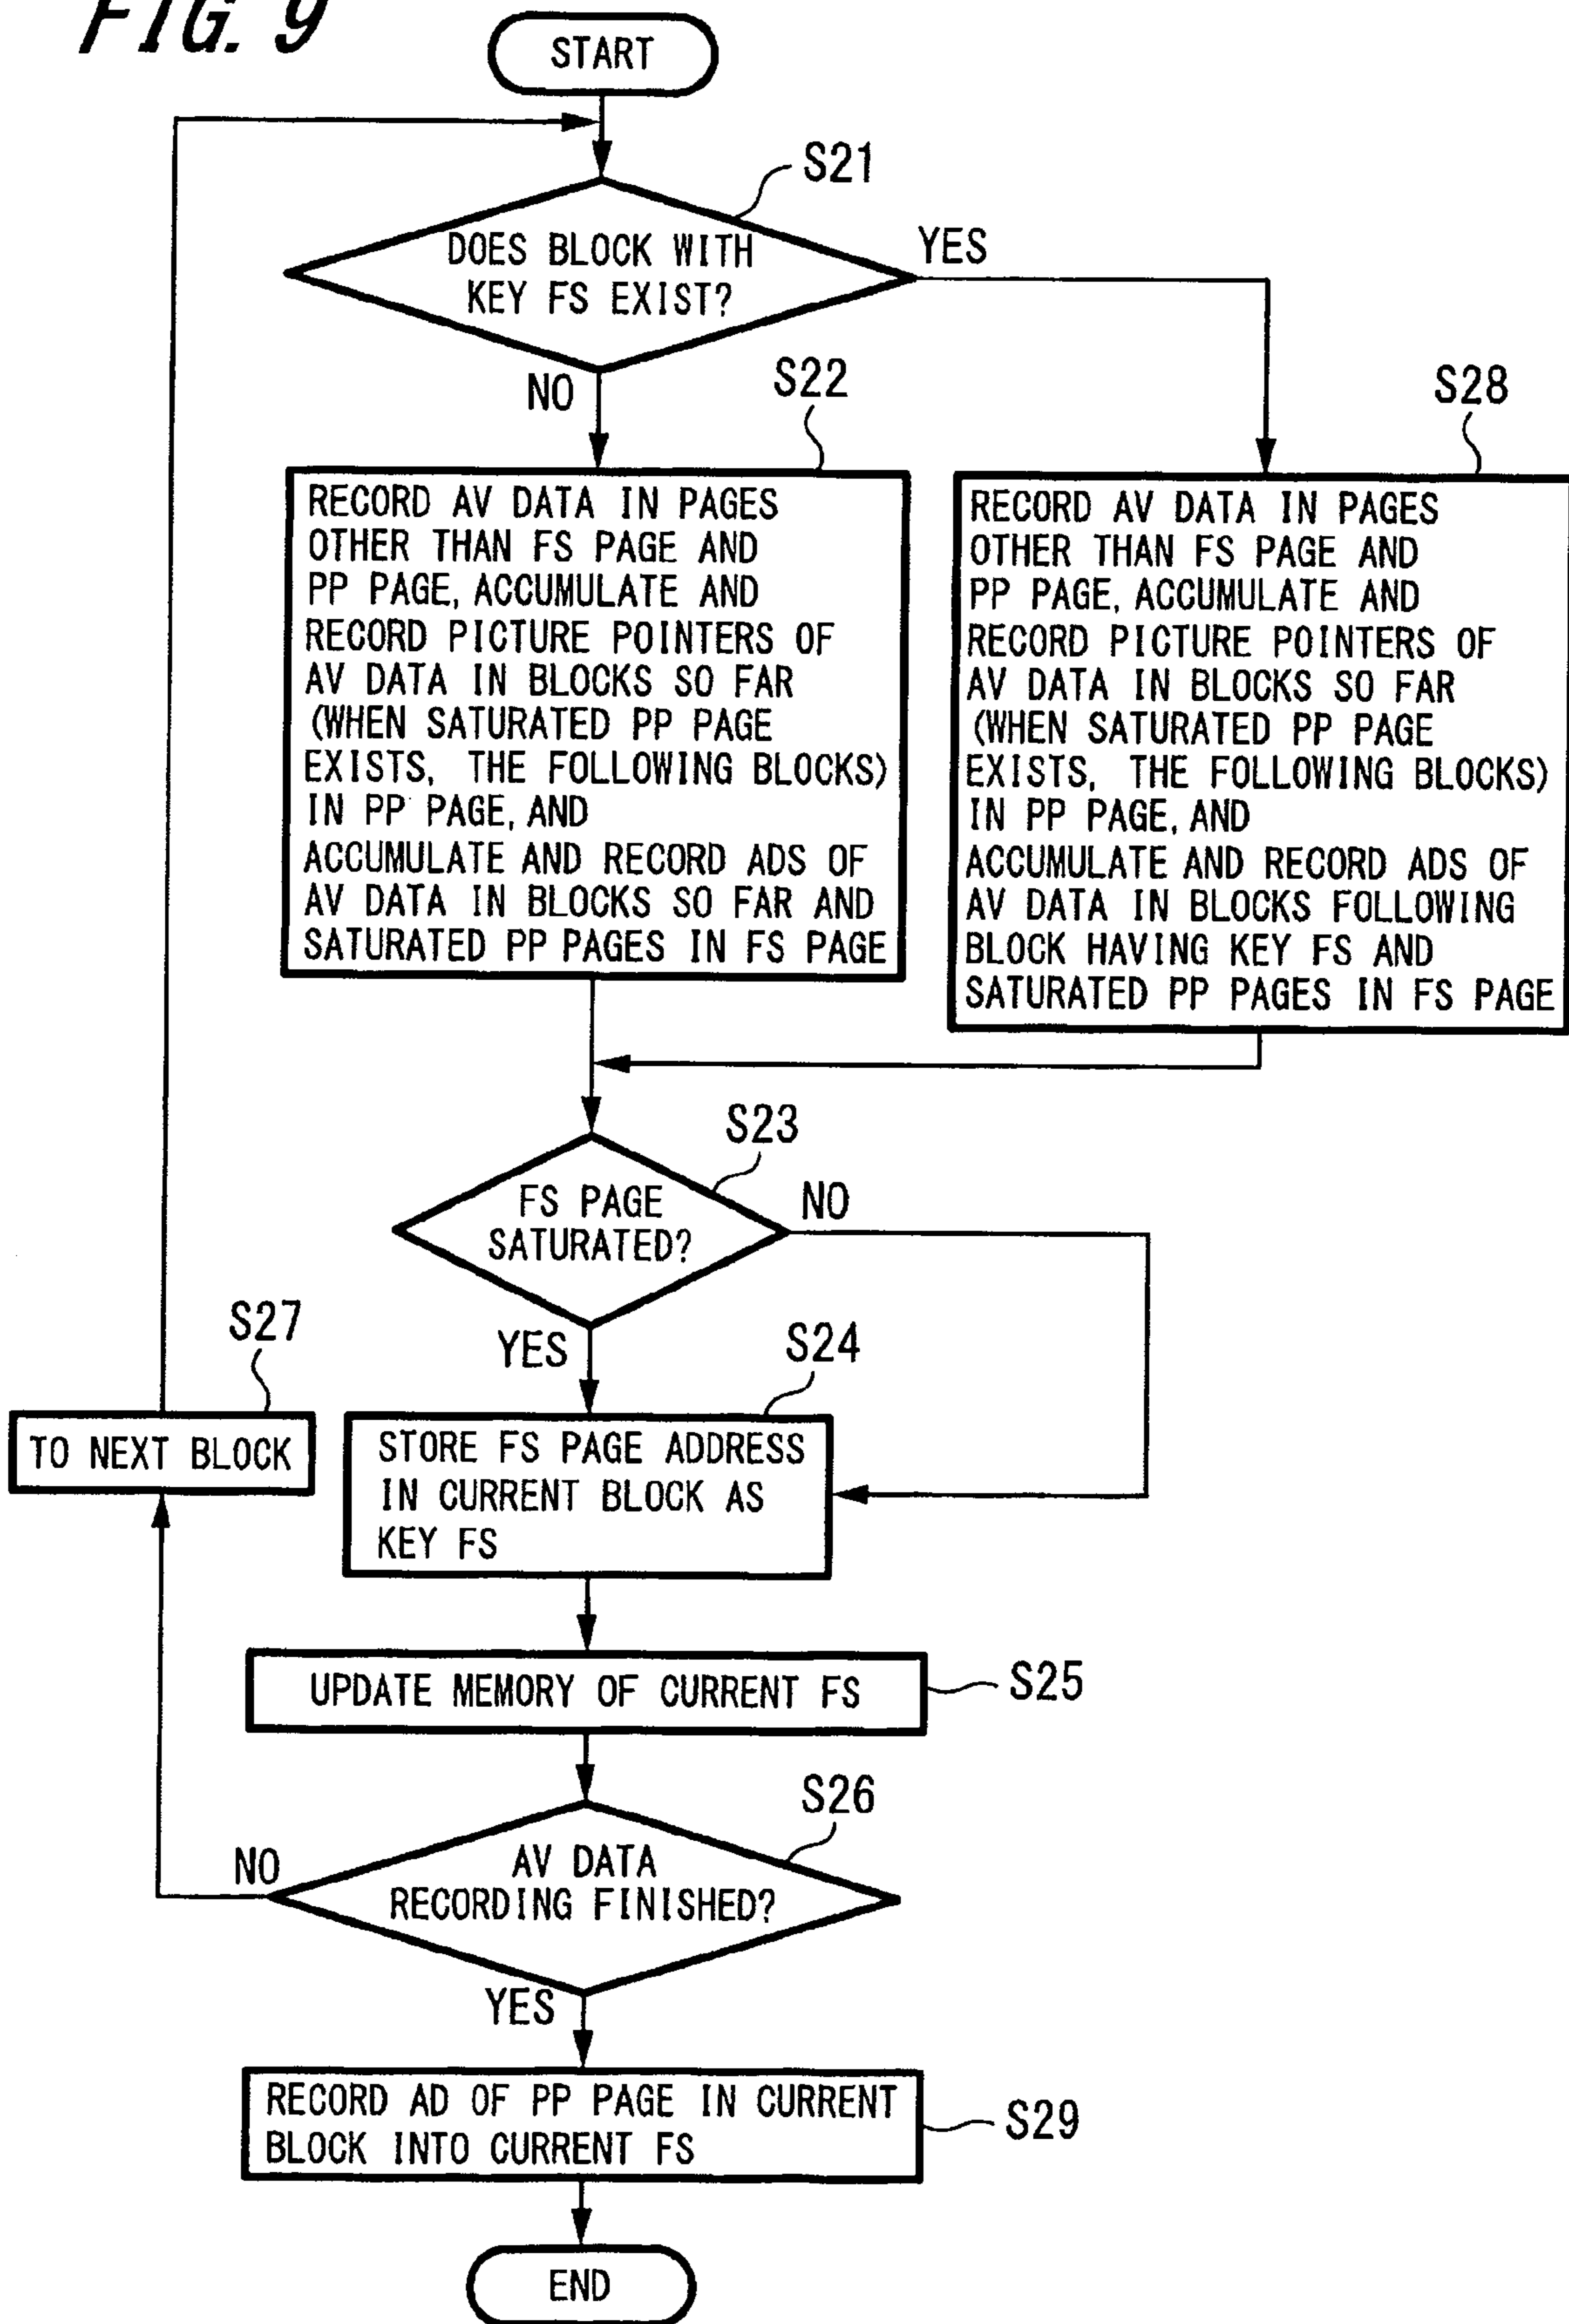 FIG. 9
START
S21
DOES BLOCK WITH
KEY FS EXIST?
YES
NO
S22
S28
RECORD AV DATA IN PAGES
OTHER THAN FS PAGE AND
PP PAGE, ACCUMULATE AND
RECORD PICTURE POINTERS OF
AV DATA IN BLOCKS SO FAR
(WHEN SATURATED PP PAGE
EXISTS, THE FOLLOWING BLOCKS)
IN PP PAGE, AND
ACCUMULATE AND RECORD ADS OF
AV DATA IN BLOCKS SO FAR AND
SATURATED PP PAGES IN FS PAGE
RECORD AV DATA IN PAGES
OTHER THAN FS PAGE AND
PP PAGE, ACCUMULATE AND
RECORD PICTURE POINTERS OF
AV DATA IN BLOCKS SO FAR
(WHEN SATURATED PP PAGE
EXISTS, THE FOLLOWING BLOCKS)
IN PP PAGE, AND
ACCUMULATE AND RECORD ADS OF
AV DATA IN BLOCKS FOLLOWING
BLOCK HAVING KEY FS AND
SATURATED PP PAGES IN FS PAGE
S23
FS PAGE
SATURATED?
NO
YES
S27
S24
TO NEXT BLOCK
STORE FS PAGE ADDRESS
IN CURRENT BLOCK AS
KEY FS
UPDATE MEMORY OF CURRENT FS
S25
S26
AV DATA
RECORDING FINISHED?
NO
YES
RECORD AD OF PP PAGE IN CURRENT
BLOCK INTO CURRENT FS
S29
END